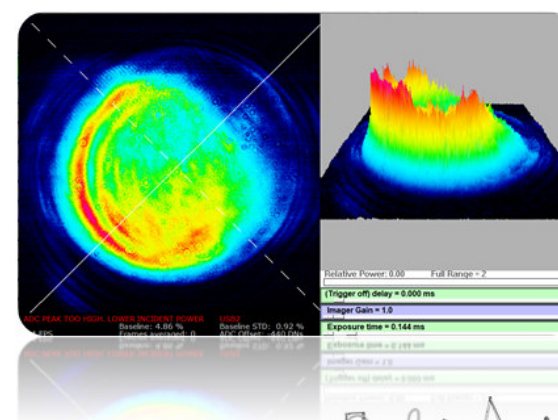 ADC PEAK TOO HIGH. LOWER INCIDENT POWER USB2
Baseline: 4.86 % Baseline STD: 0.92 %
FPS Frames averaged: 0 ADC Offset: -440 DNs
Relative Power: 0.00 Full Range = 2
(Trigger off) delay = 0.000 ms
Imager Gain = 1.0
Exposure time = 0.144 ms